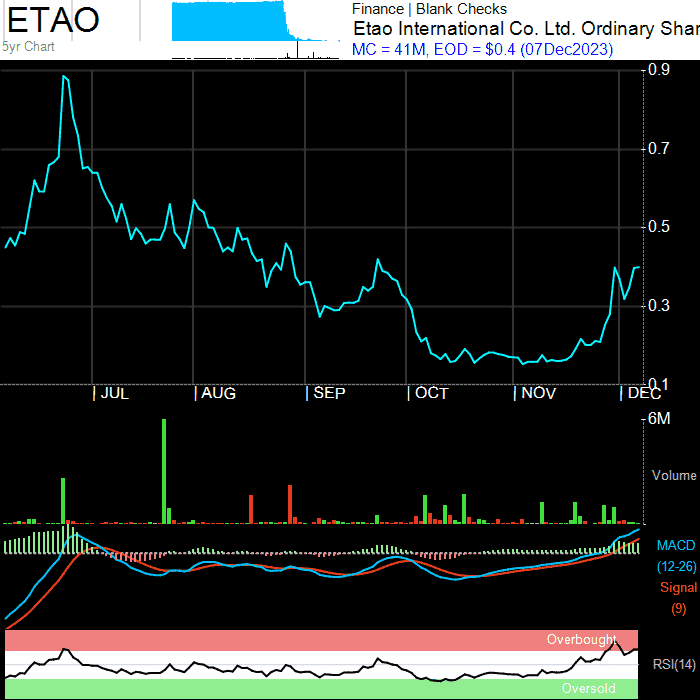 ETAO
5yr Chart
Finance | Blank Checks
Etao International Co. Ltd. Ordinary Shar
MC = 41M, EOD = $0.4 (07Dec2023)
0.9
0.7
0.5
0.3
0.1
| JUL | AUG | SEP | OCT | NOV | DEC
6M
Volume
MACD
(12-26)
Signal
(9)
Overbought
RSI(14)
Oversold